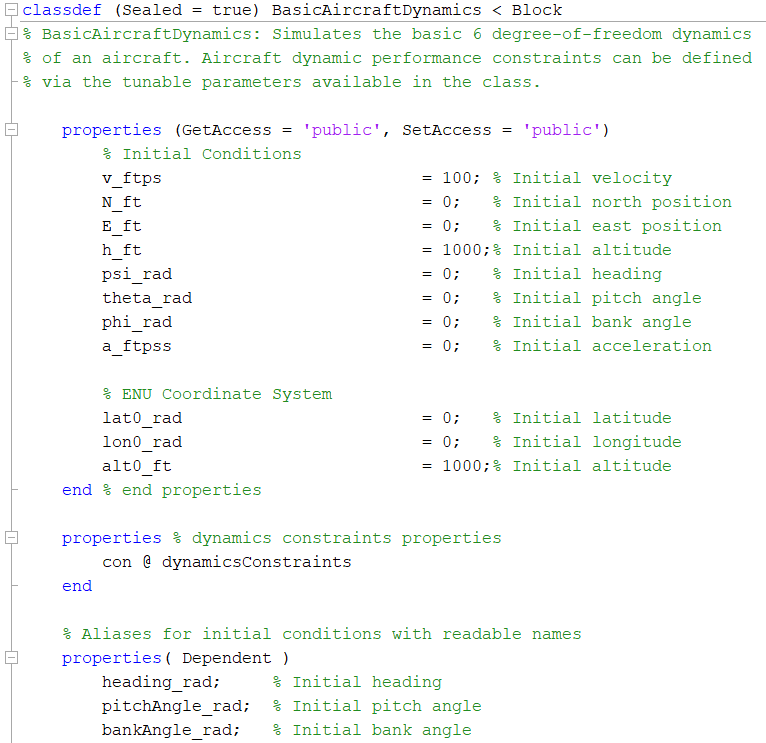 classdef (Sealed = true) BasicAircraftDynamics < Block
% BasicAircraftDynamics: Simulates the basic 6 degree-of-freedom dynamics
% of an aircraft. Aircraft dynamic performance constraints can be defined
% via the tunable parameters available in the class.
properties (GetAccess = 'public', SetAccess = 'public')
% Initial Conditions
v_ftps = 100; % Initial velocity
N_ft = 0; % Initial north position
E_ft = 0; % Initial east position
h_ft = 1000;% Initial altitude
psi_rad = 0; % Initial heading
theta_rad = 0; % Initial pitch angle
phi_rad = 0; % Initial bank angle
a_ftpss = 0; % Initial acceleration
% ENU Coordinate System
lat0_rad = 0; % Initial latitude
lon0_rad = 0; % Initial longitude
alt0_ft = 1000;% Initial altitude
end % end properties
properties % dynamics constraints properties
con @ dynamicsConstraints
end
% Aliases for initial conditions with readable names
properties( Dependent )
heading_rad; % Initial heading
pitchAngle_rad; % Initial pitch angle
bankAngle_rad; % Initial bank angle